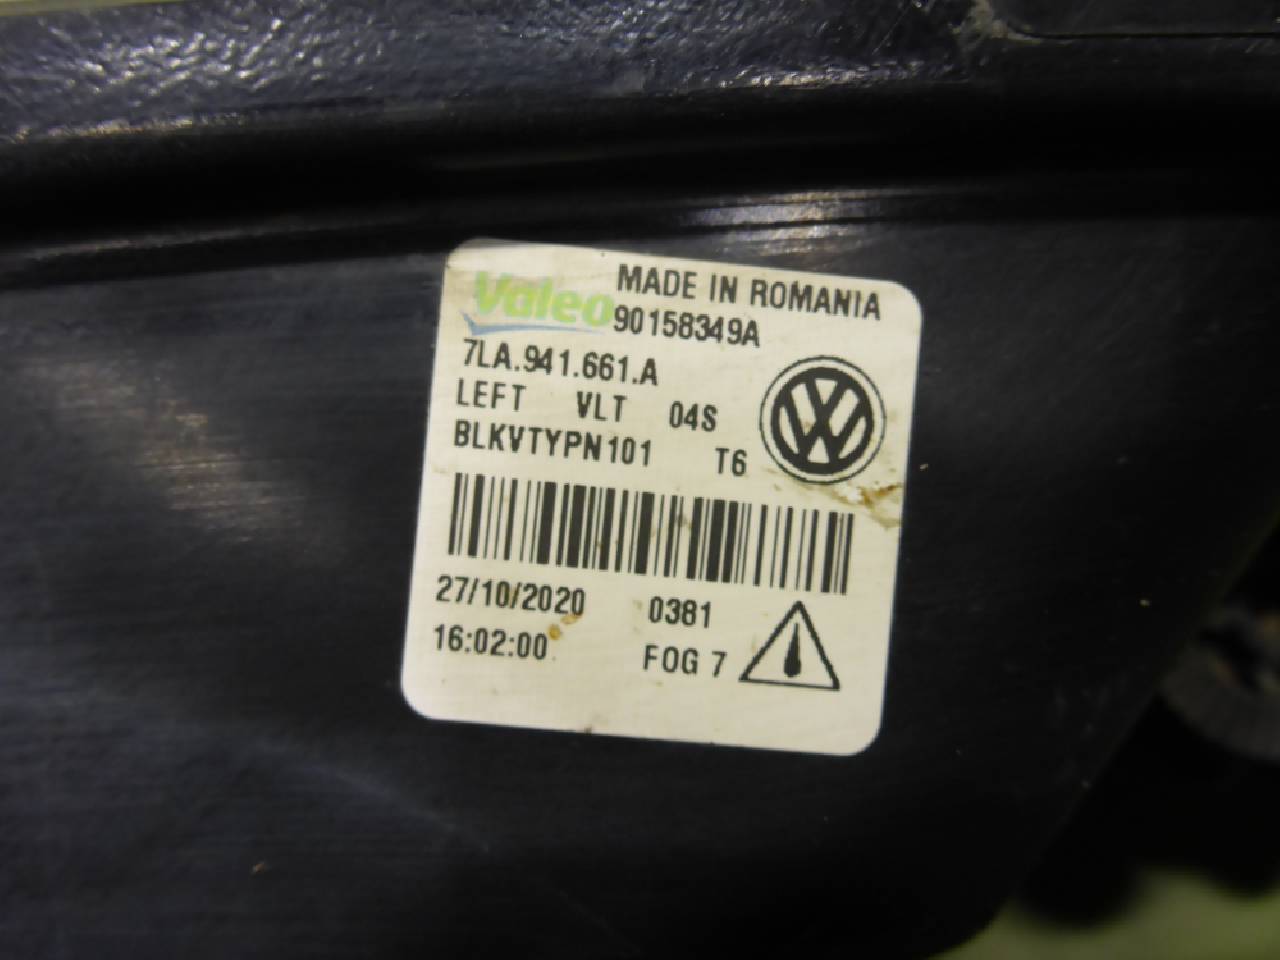 Valeo MADE IN ROMANIA
90158349A
7LA.941.661.A
LEFT VLT 04S
BLKVTYPN101 T6
27/10/2020 0381
16:02:00 FOG 7